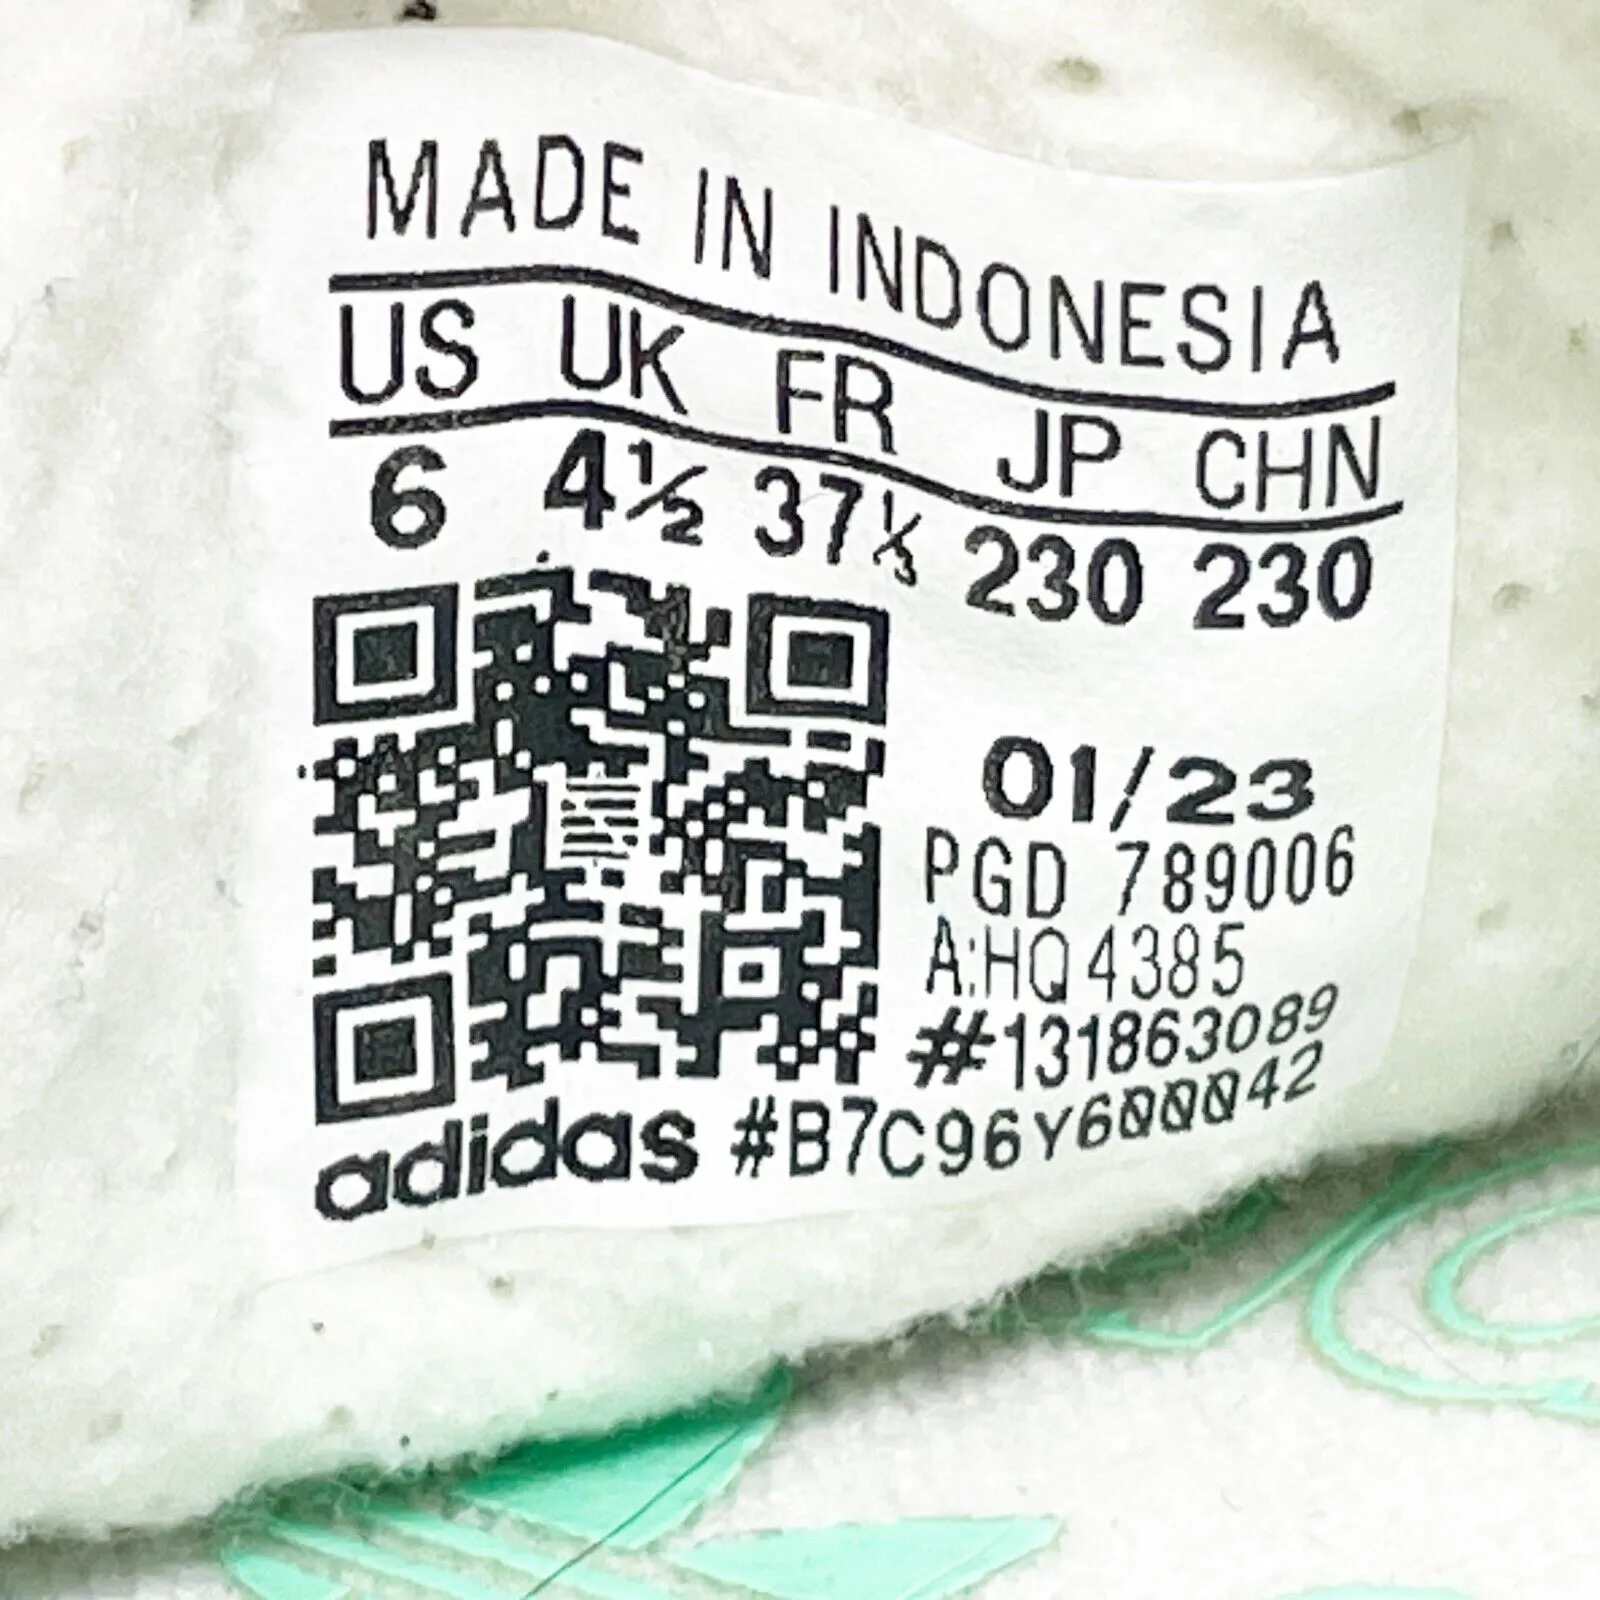 MADE IN INDONESIA
US UK FR JP CHN
6 4½ 37⅓ 230 230
01/23
PGD 789006
A:HQ4385
#131863089
adidas #B7C96Y600042